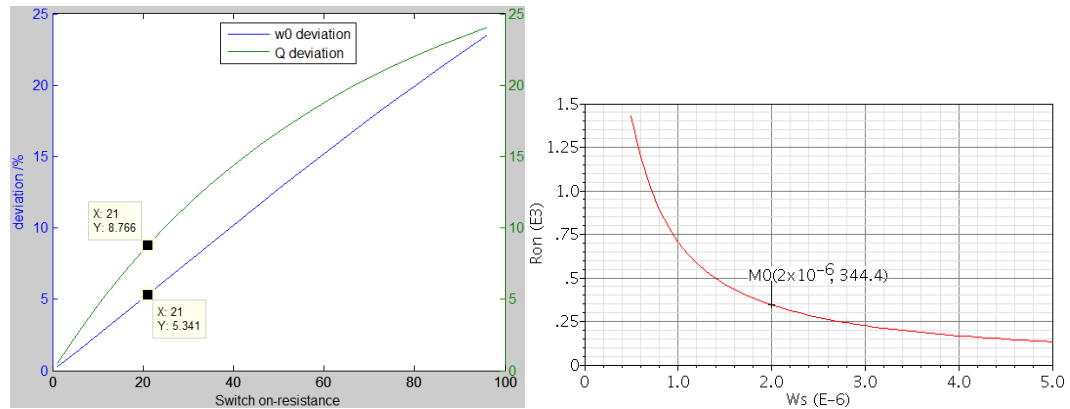 25
20
15
10
5
0
deviation /%
w0 deviation
Q deviation
X: 21
Y: 8.766
X: 21
Y: 5.341
25
20
15
10
5
0
0
20
40
60
80
100
Switch on-resistance
1.5
1.25
1.0
.75
.5
.25
0
Ron (E3)
M0(2x10⁻⁶, 344.4)
0
1.0
2.0
3.0
4.0
5.0
Ws (E-6)